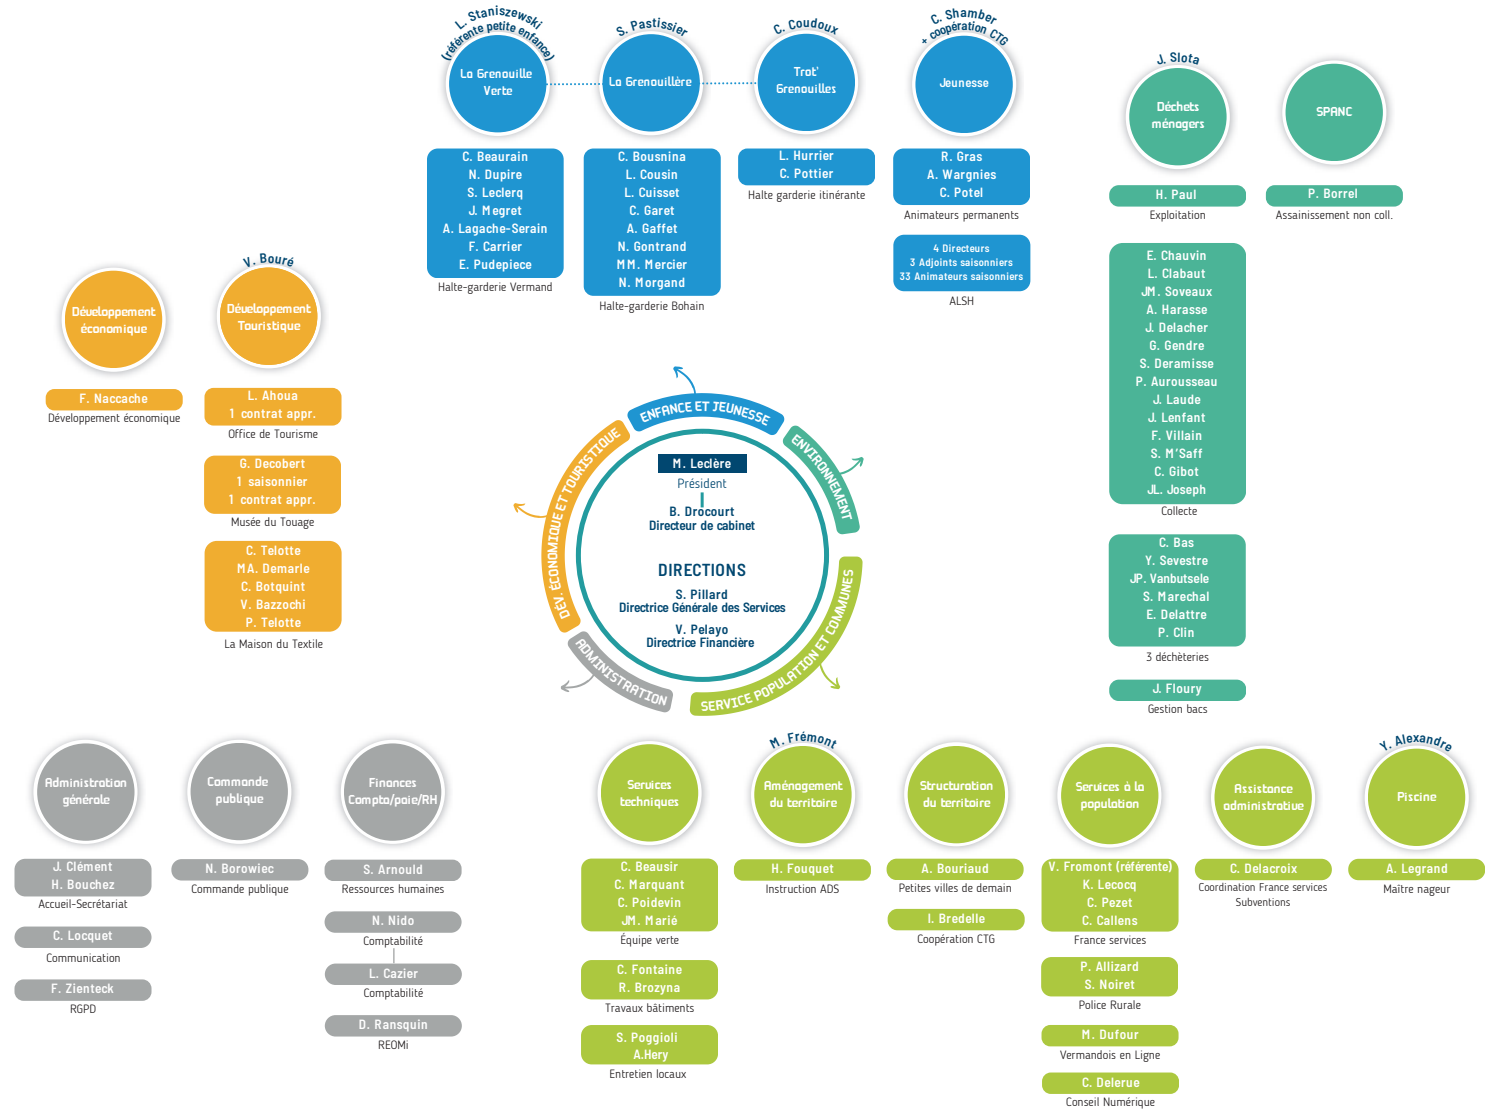 L. Staniszewski
(référente petite enfance)
La Grenouille
Verte
C. Beaurain
N. Dupire
S. Leclerq
J. Megret
A. Lagache-Serain
F. Carrier
E. Pudepiece
Halte-garderie Vermand
S. Pastissier
La Grenouillère
C. Bousnina
L. Cousin
L. Cuisset
C. Garet
A. Gaffet
N. Gontrand
MM. Mercier
N. Morgand
Halte-garderie Bohain
C. Coudoux
Trot'
Grenouilles
L. Hurrier
C. Pottier
Halte garderie itinérante
C. Shamber
+ coopération CTG
Jeunesse
R. Gras
A. Wargnies
C. Potel
Animateurs permanents
4 Directeurs
3 Adjoints saisonniers
33 Animateurs saisonniers
ALSH
J. Slota
Déchets
ménagers
H. Paul
Exploitation
E. Chauvin
L. Clabaut
JM. Soveaux
A. Harasse
J. Delacher
G. Gendre
S. Deramisse
P. Aurousseau
J. Laude
J. Lenfant
F. Villain
S. M'Saff
C. Gibot
JL. Joseph
Collecte
C. Bas
Y. Sevestre
JP. Vanbutsele
S. Marechal
E. Delattre
P. Clin
3 déchèteries
J. Floury
Gestion bacs
SPANC
P. Borrel
Assainissement non coll.
Développement
économique
F. Naccache
Développement économique
V. Bouré
Développement
Touristique
L. Ahoua
1 contrat appr.
Office de Tourisme
G. Decobert
1 saisonnier
1 contrat appr.
Musée du Touage
C. Telotte
MA. Demarle
C. Botquint
V. Bazzochi
P. Telotte
La Maison du Textile
ENFANCE ET JEUNESSE
ENVIRONNEMENT
DÉV. ÉCONOMIQUE ET TOURISTIQUE
ADMINISTRATION
SERVICE POPULATION ET COMMUNES
M. Leclère
Président
B. Drocourt
Directeur de cabinet
DIRECTIONS
S. Pillard
Directrice Générale des Services
V. Pelayo
Directrice Financière
Administration
générale
J. Clément
H. Bouchez
Accueil-Secrétariat
C. Locquet
Communication
F. Zienteck
RGPD
Commande
publique
N. Borowiec
Commande publique
Finances
Compta/paie/RH
S. Arnould
Ressources humaines
N. Nido
Comptabilité
L. Cazier
Comptabilité
D. Ransquin
REOMi
Services
techniques
C. Beausir
C. Marquant
C. Poidevin
JM. Marié
Équipe verte
C. Fontaine
R. Brozyna
Travaux bâtiments
S. Poggioli
A.Hery
Entretien locaux
M. Frémont
Aménagement
du territoire
H. Fouquet
Instruction ADS
Structuration
du territoire
A. Bouriaud
Petites villes de demain
I. Bredelle
Coopération CTG
Services à la
population
V. Fromont (référente)
K. Lecocq
C. Pezet
C. Callens
France services
P. Allizard
S. Noiret
Police Rurale
M. Dufour
Vermandois en Ligne
C. Delerue
Conseil Numérique
Assistance
administrative
C. Delacroix
Coordination France services
Subventions
Y. Alexandre
Piscine
A. Legrand
Maître nageur